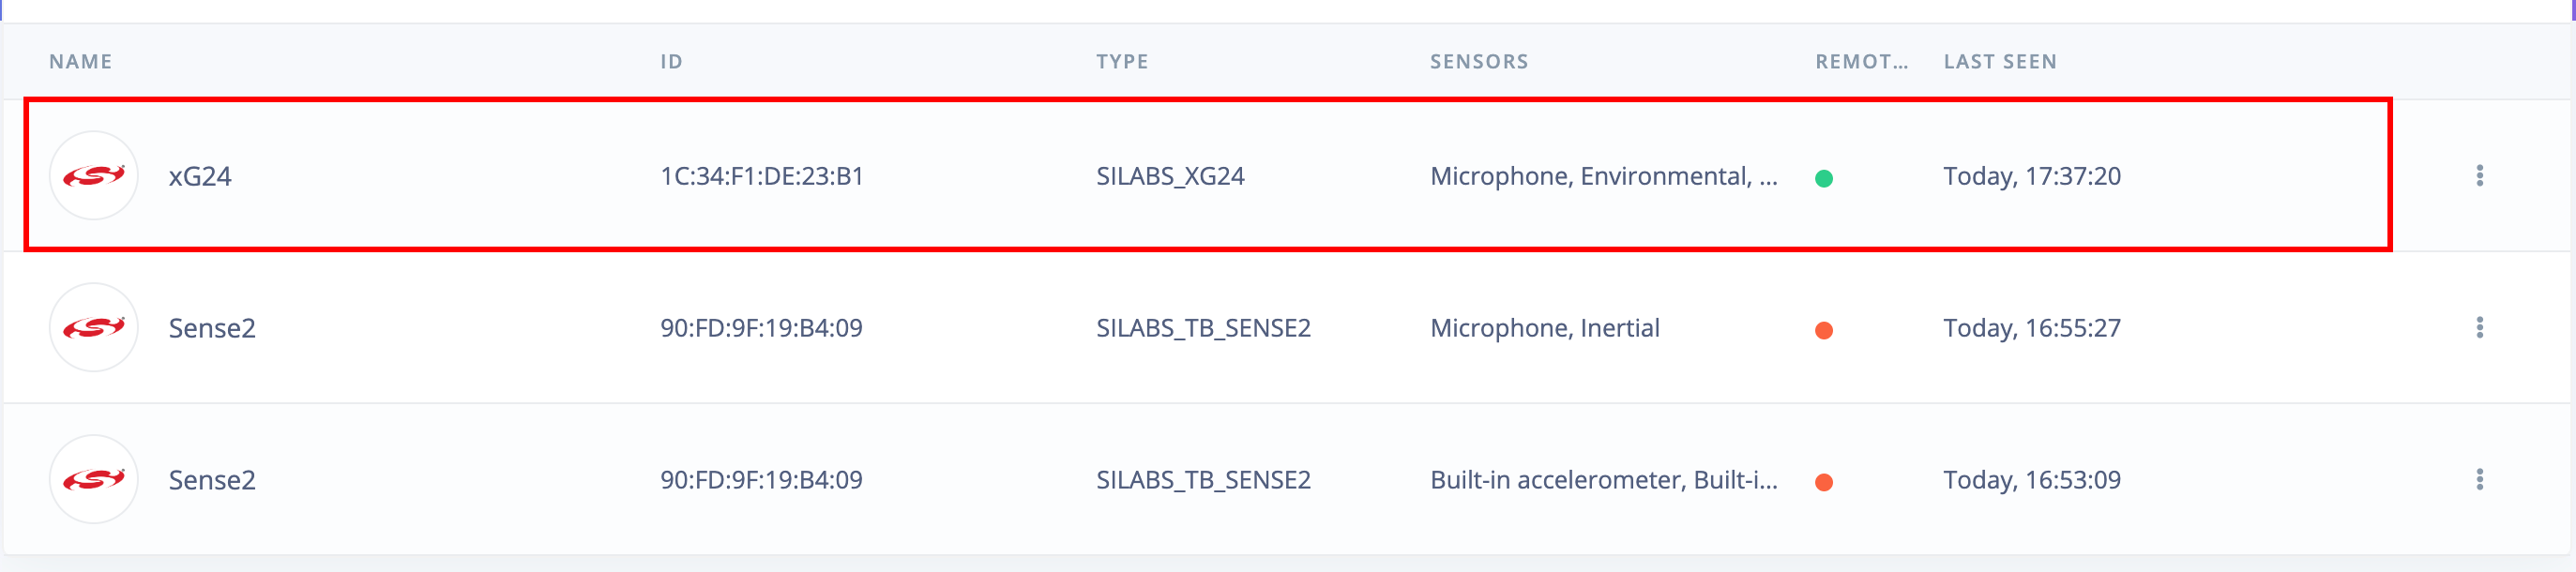 NAME ID TYPE SENSORS REMOT... LAST SEEN
xG24 1C:34:F1:DE:23:B1 SILABS_XG24 Microphone, Environmental, ... Today, 17:37:20
Sense2 90:FD:9F:19:B4:09 SILABS_TB_SENSE2 Microphone, Inertial Today, 16:55:27
Sense2 90:FD:9F:19:B4:09 SILABS_TB_SENSE2 Built-in accelerometer, Built-i... Today, 16:53:09